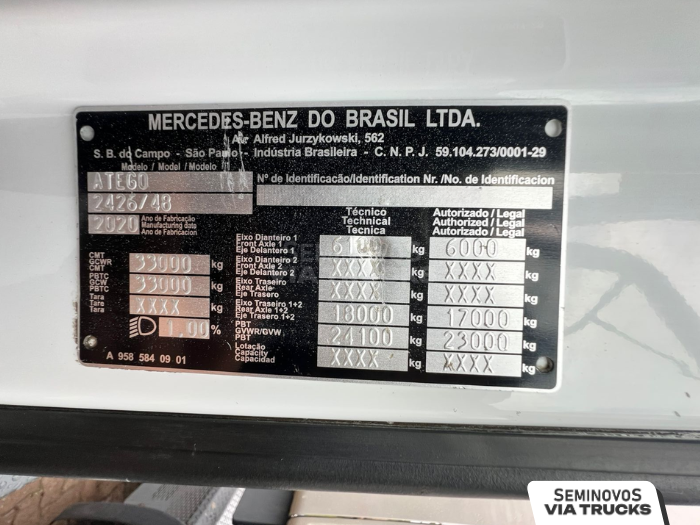 MERCEDES-BENZ DO BRASIL LTDA.
Av. Alfred Jurzykowski, 562
S. B. do Campo - São Paulo - Indústria Brasileira - C. N. P. J. 59.104.273/0001-29
Modelo / Model / Modelo
ATEGO
2426/48
2020
Ano de Fabricação
Manufacturing date
Ano de Fabricación
Nº de Identificação/Identification Nr. /No. de Identificacion
Técnico
Technical
Tecnica
Autorizado / Legal
Authorized / Legal
Autorizado / Legal
Eixo Dianteiro 1
Front Axle 1
Eje Delantero 1
6100 kg 6000 kg
Eixo Dianteiro 2
Front Axle 2
Eje Delantero 2
XXXX kg XXXX kg
Eixo Traseiro
Rear Axle
Eje Trasero
XXXX kg XXXX kg
Eixo Traseiro 1+2
Rear Axle 1+2
Eje Trasero 1+2
18000 kg 17000 kg
PBT
GVWR/GVW
PBT
24100 kg 23000 kg
Lotação
Capacity
Capacidad
XXXX kg XXXX kg
CMT
GCWR
CMT
33000 kg
PBTC
GCW
PBTC
33000 kg
Tara
Tare
Tara
XXXX kg
1.00 %
A 958 584 09 01
SEMINOVOS
VIA TRUCKS